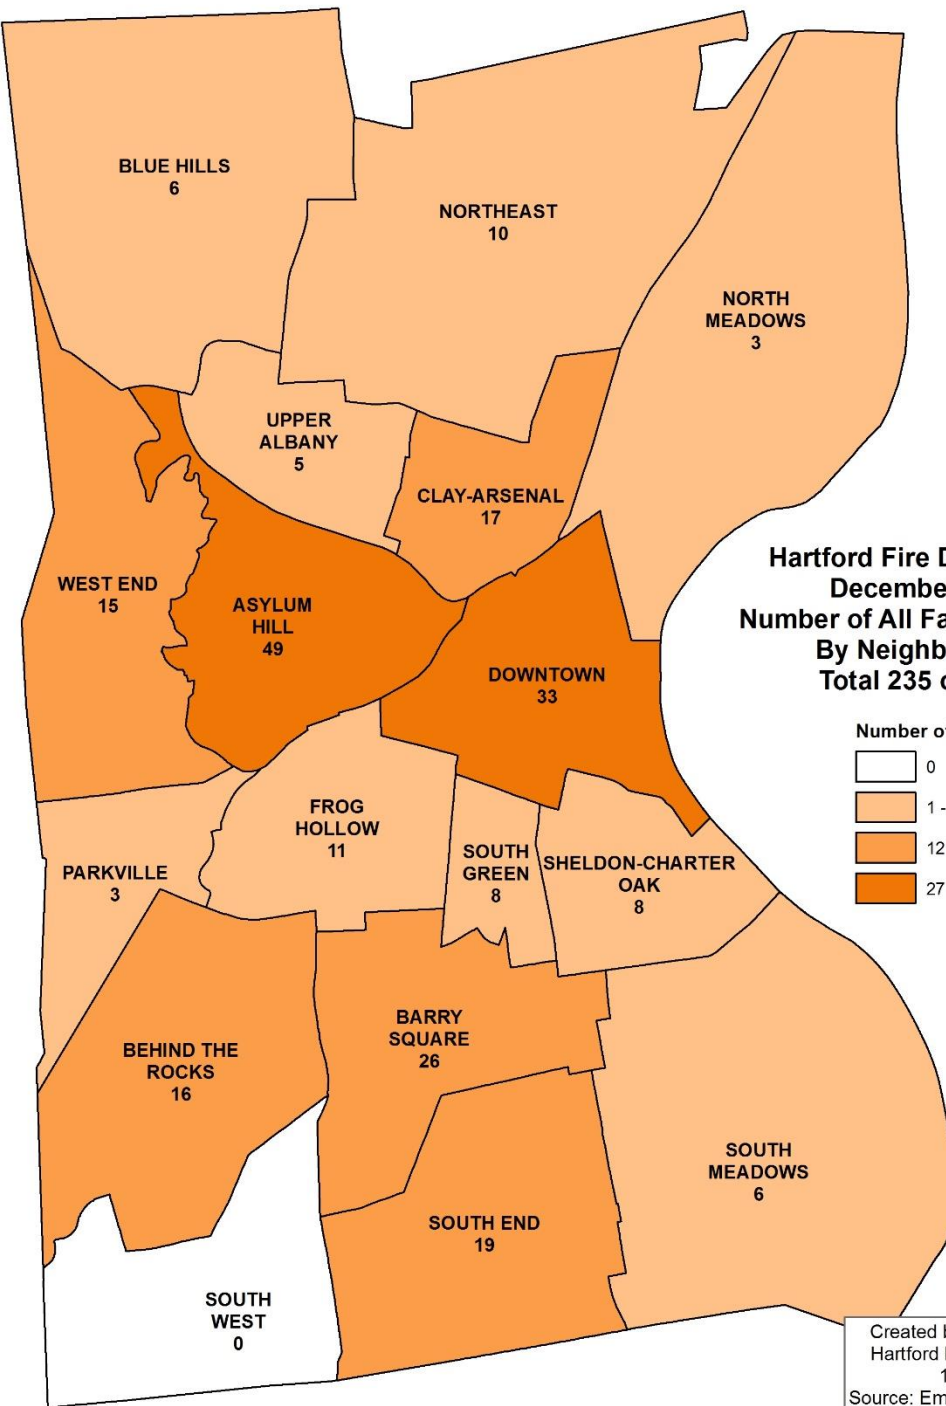 BLUE HILLS
6
NORTHEAST
10
NORTH
MEADOWS
3
UPPER
ALBANY
5
CLAY-ARSENAL
17
WEST END
15
ASYLUM
HILL
49
DOWNTOWN
33
Hartford Fire
December
Number of All
By
Total 235
Number of
0
1 -
12
27
FROG
HOLLOW
11
SOUTH
GREEN
8
SHELDON-CHARTER
OAK
8
PARKVILLE
3
BEHIND THE
ROCKS
16
BARRY
SQUARE
26
SOUTH
MEADOWS
6
SOUTH END
19
SOUTH
WEST
0
Created
Hartford
1
Source: